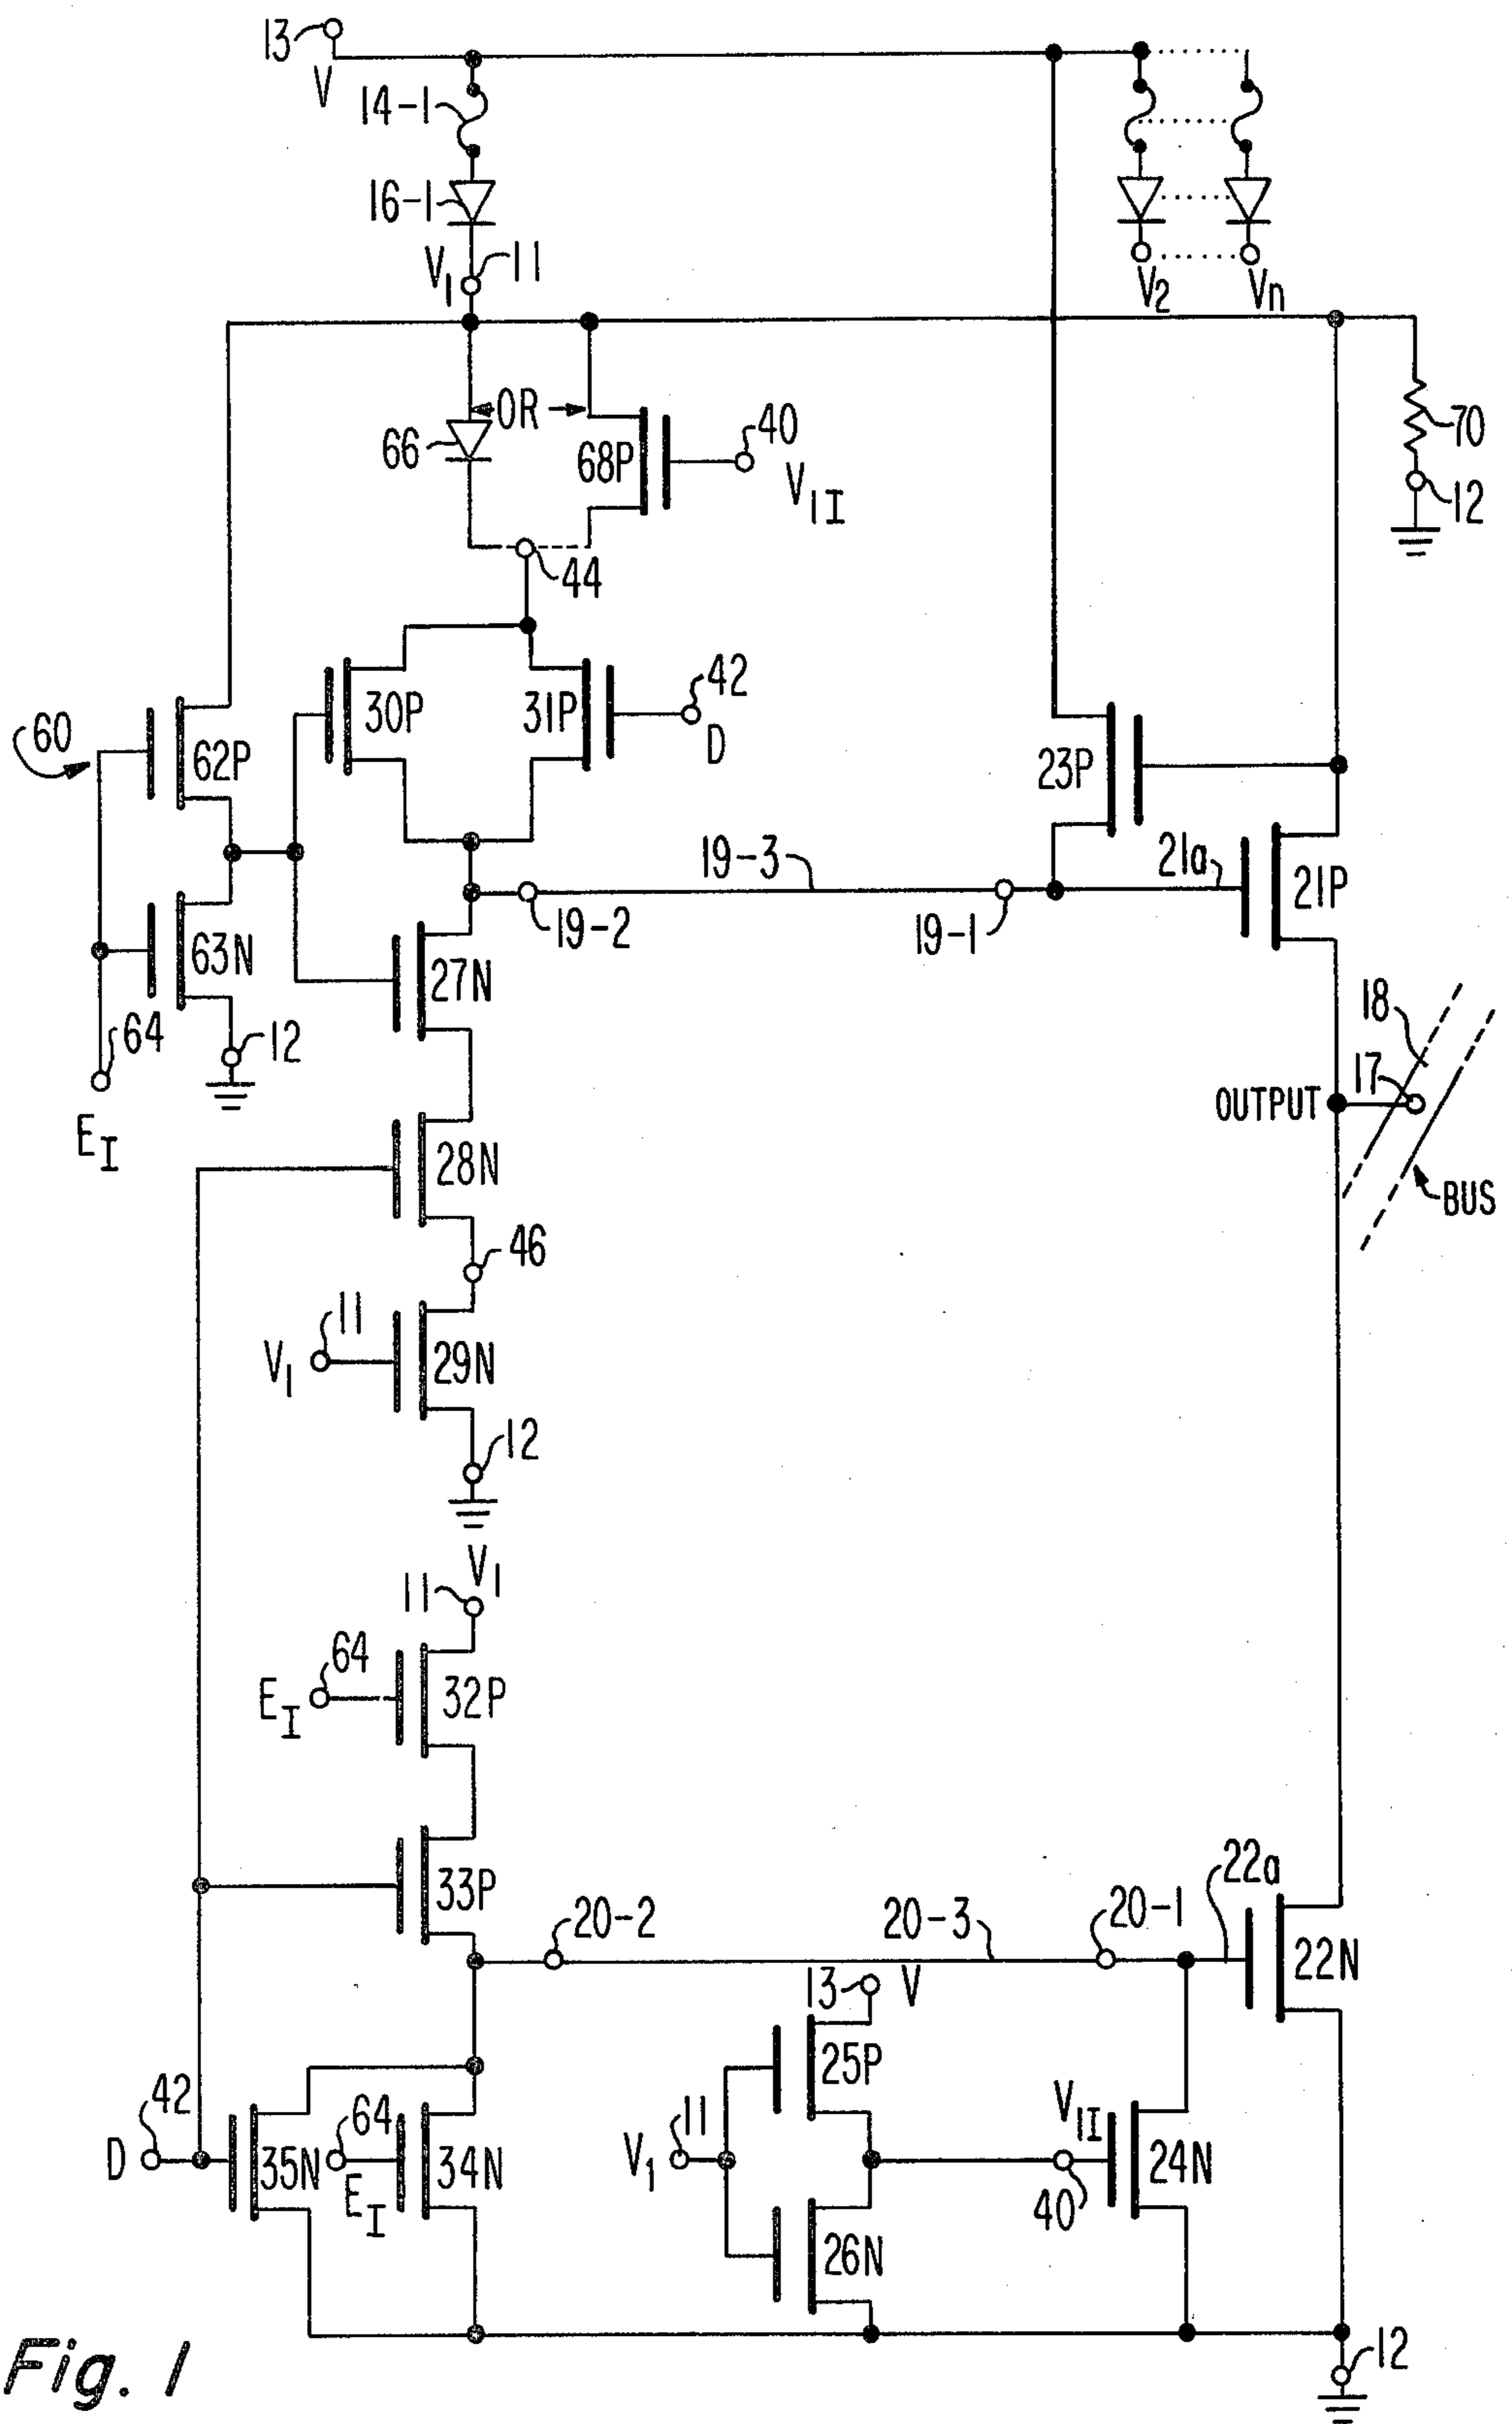 13
V
14-1
16-1
V1
11
V2
Vn
OR
66
68P
40
V1I
70
12
44
30P
31P
42
D
60
62P
23P
19-3
21a
21P
19-2
19-1
63N
27N
64
12
EI
18
17
OUTPUT
BUS
28N
46
11
V1
29N
12
V1
11
64
EI
32P
33P
22a
20-2
20-3
20-1
22N
13
V
25P
42
D
35N
64
EI
34N
V1
11
V1I
40
24N
26N
12
Fig. 1